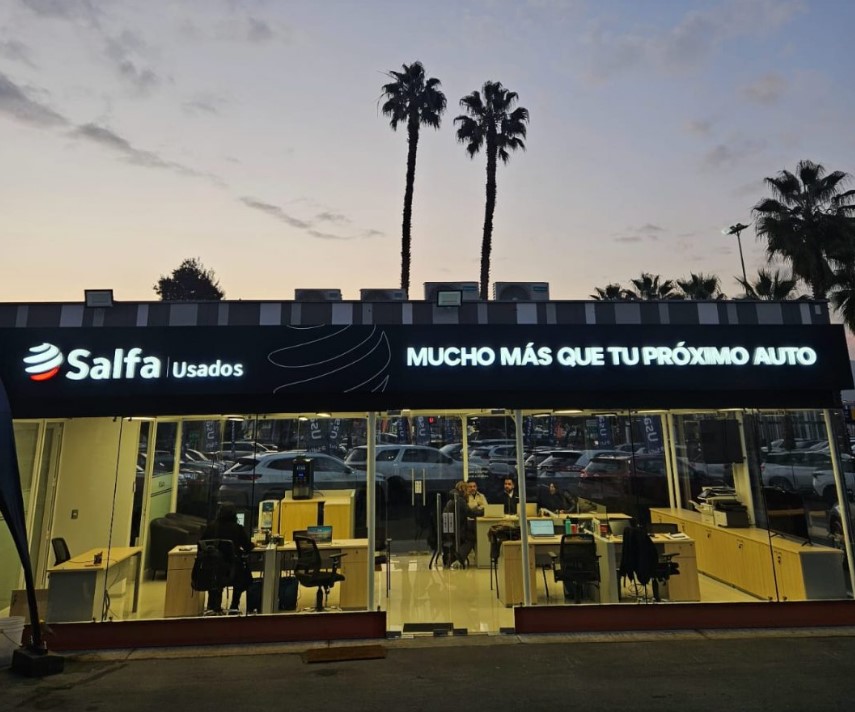 Salfa Usados
MUCHO MÁS QUE TU PRÓXIMO AUTO